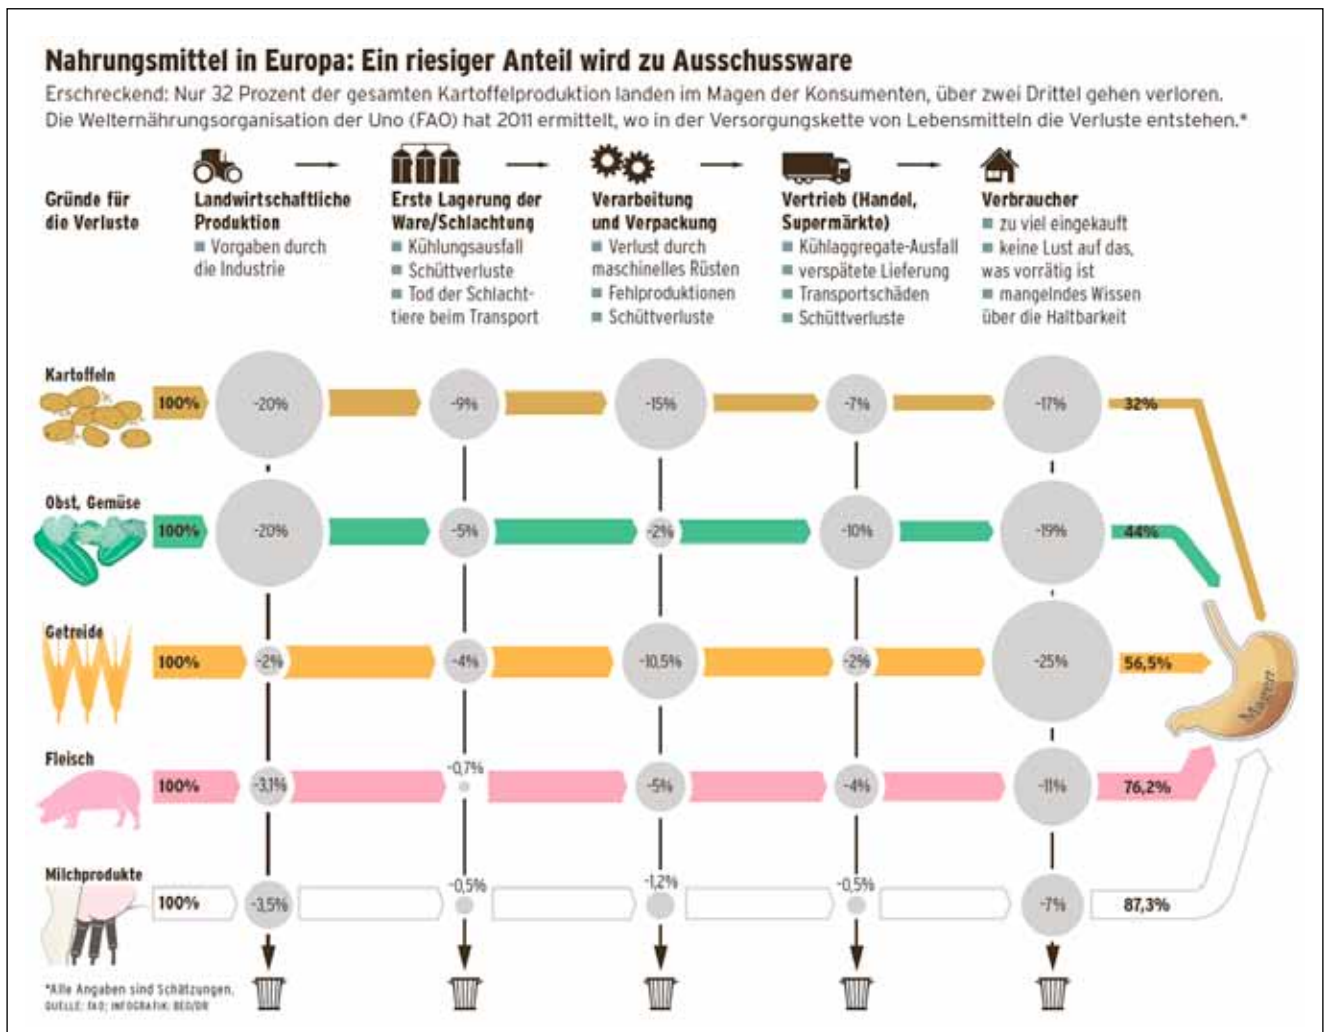 Nahrungsmittel in Europa: Ein riesiger Anteil wird zu Ausschussware
Erschreckend: Nur 32 Prozent der gesamten Kartoffelproduktion landen im Magen der Konsumenten, über zwei Drittel gehen verloren.
Die Welternährungsorganisation der Uno (FAO) hat 2011 ermittelt, wo in der Versorgungskette von Lebensmitteln die Verluste entstehen.*
Gründe für
die Verluste
Landwirtschaftliche
Produktion
Vorgaben durch
die Industrie
Erste Lagerung der
Ware/Schlachtung
Kühlungsausfall
Schüttverluste
Tod der Schlacht-
tiere beim Transport
Verarbeitung
und Verpackung
Verlust durch
maschinelles Rüsten
Fehlproduktionen
Schüttverluste
Vertrieb (Handel,
Supermärkte)
Kühlaggregate-Ausfall
verspätete Lieferung
Transportschäden
Schüttverluste
Verbraucher
zu viel eingekauft
keine Lust auf das,
was vorrätig ist
mangelndes Wissen
über die Haltbarkeit
Kartoffeln
100% -20% -9% -15% -7% -17% 32%
Obst, Gemüse
100% -20% -5% -2% -10% -19% 44%
Getreide
100% -2% -4% -10,5% -2% -25% 56,5%
Magen
Fleisch
100% -3,1% -0,7% -5% -4% -11% 76,2%
Milchprodukte
100% -3,5% -0,5% -1,2% -0,5% -7% 87,3%
*Alle Angaben sind Schätzungen.
QUELLE: FAO; INFOGRAFIK: BEO/DR